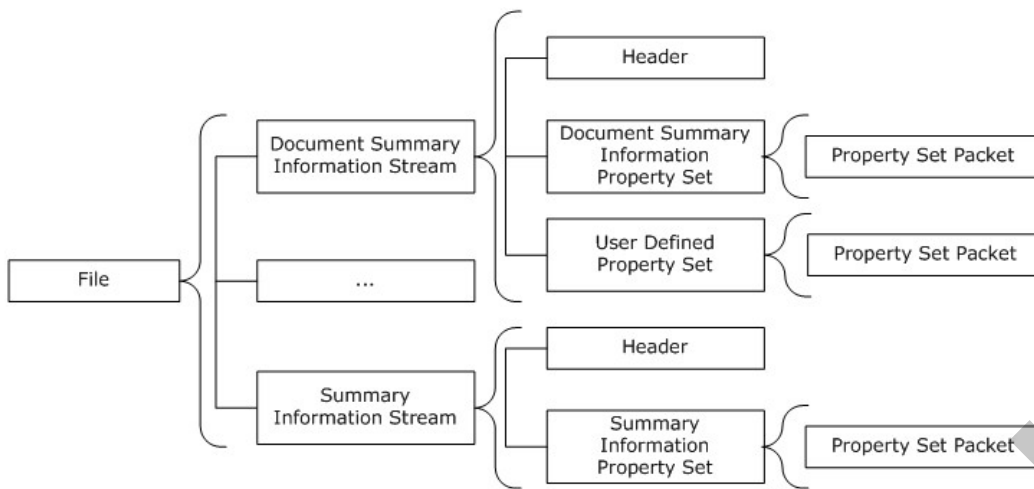 Header
Document Summary
Information Stream
Document Summary
Information
Property Set
Property Set Packet
User Defined
Property Set
Property Set Packet
File
...
Header
Summary
Information Stream
Summary
Information
Property Set
Property Set Packet